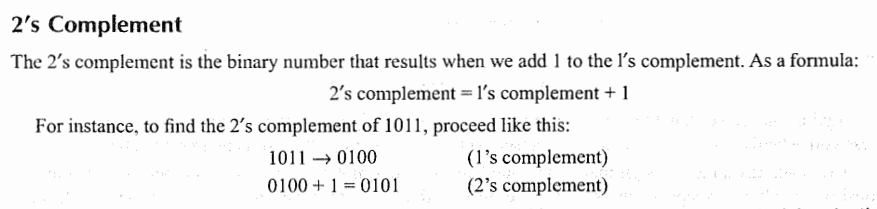 2′s Complement
The 2′s complement is the binary number that results when we add 1 to the 1′s complement. As a formula:
2′s complement = 1′s complement + 1
For instance, to find the 2′s complement of 1011, proceed like this:
1011 → 0100 (1’s complement)
0100 + 1 = 0101 (2’s complement)